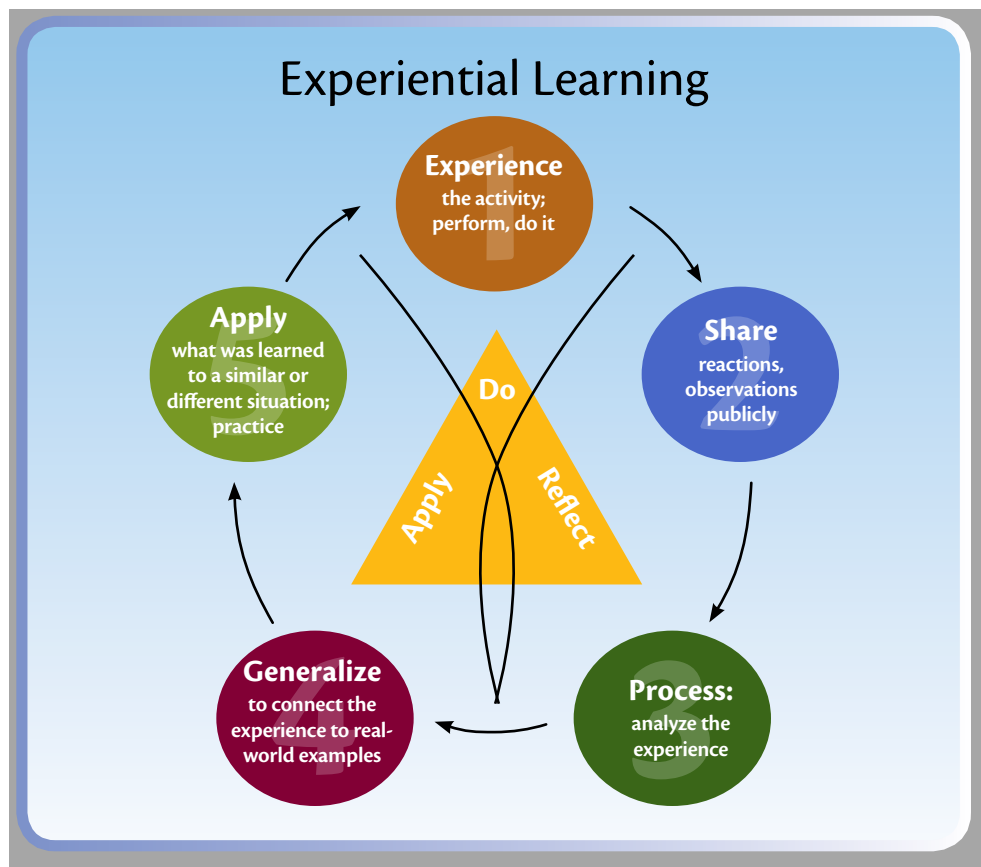 Experiential Learning
1
Experience
the activity;
perform, do it
2
Share
reactions,
observations
publicly
3
Process:
analyze the
experience
4
Generalize
to connect the
experience to real-
world examples
5
Apply
what was learned
to a similar or
different situation;
practice
Do
Reflect
Apply